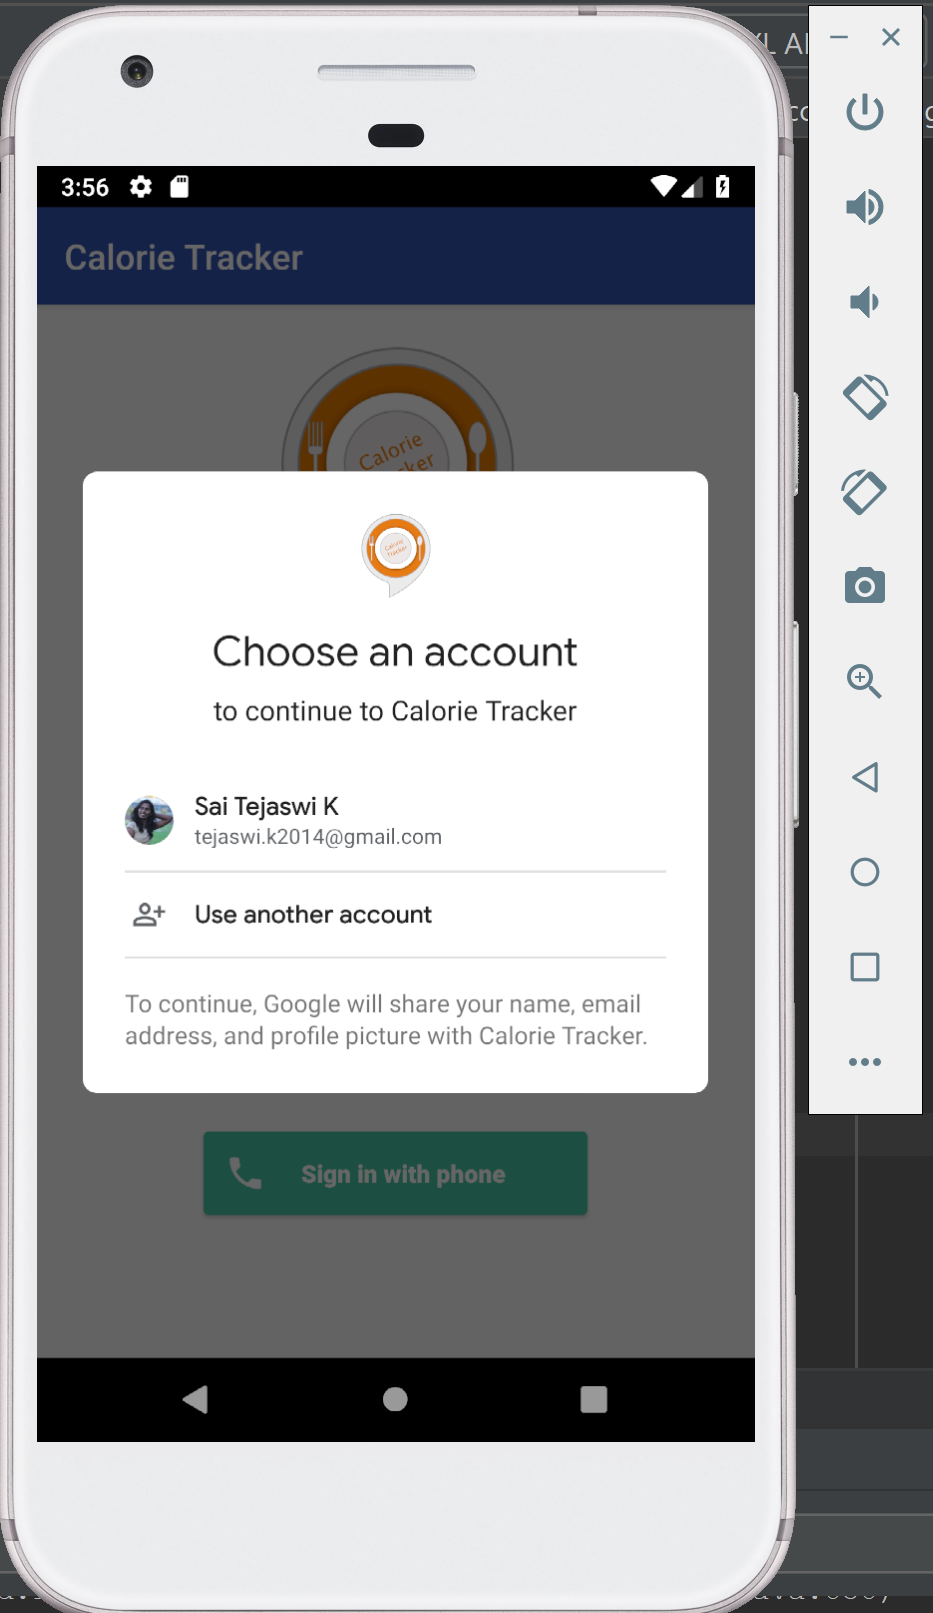 3:56
Calorie Tracker
Calorie
Calorie
Tracker
Choose an account
to continue to Calorie Tracker
Sai Tejaswi K
tejaswi.k2014@gmail.com
Use another account
To continue, Google will share your name, email
address, and profile picture with Calorie Tracker.
Sign in with phone